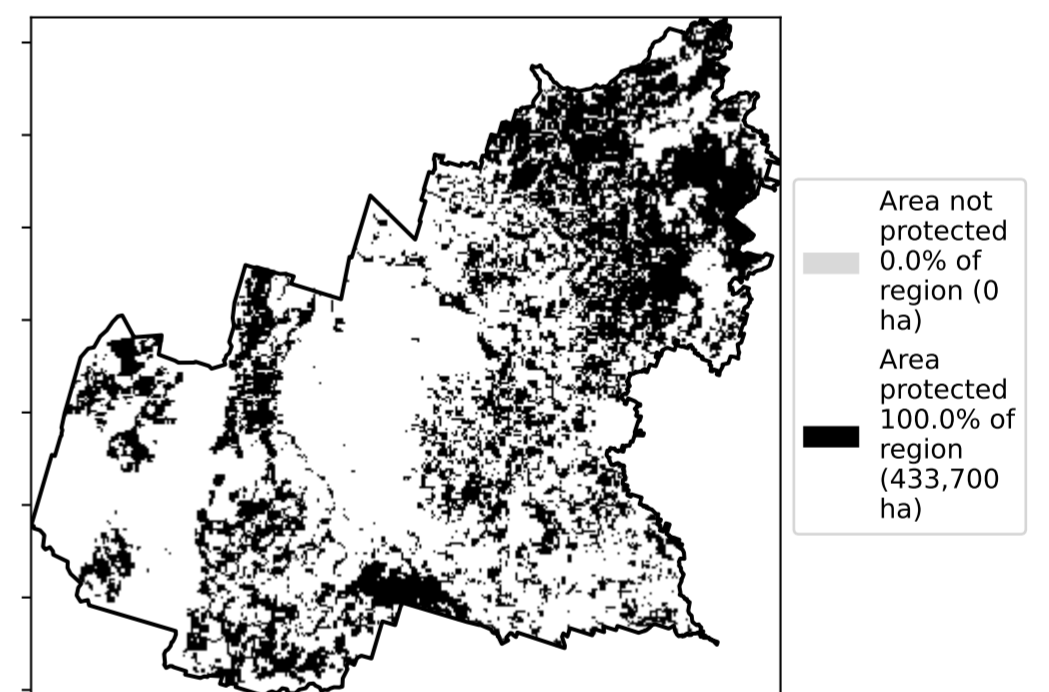 Area not
protected
0.0% of
region (0
ha)
Area
protected
100.0% of
region
(433,700
ha)